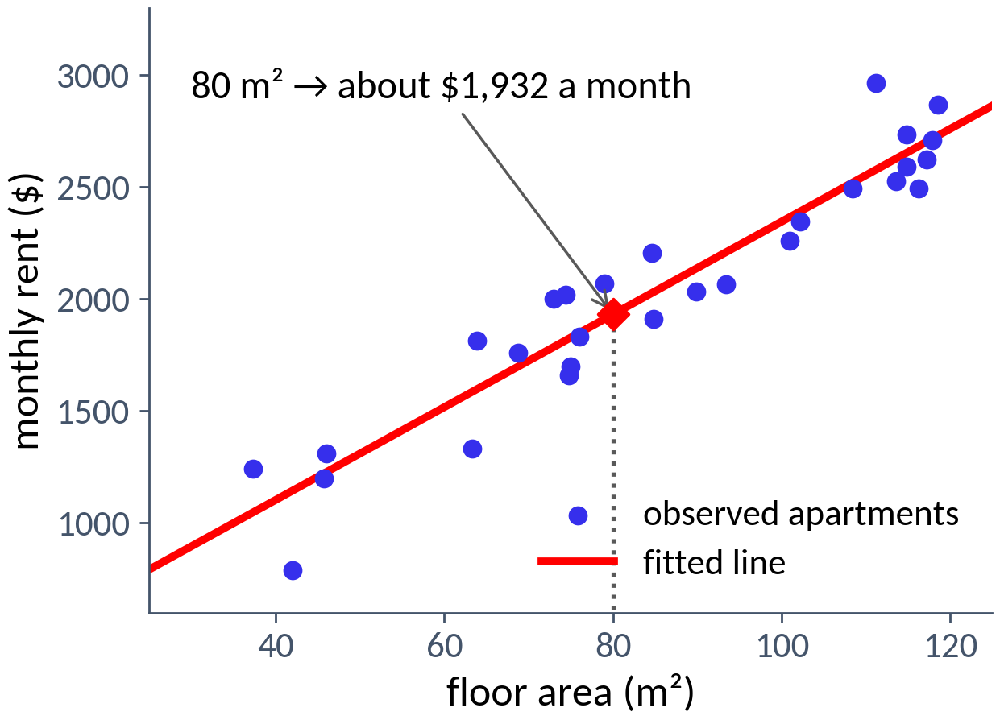 80 m² → about $1,932 a month
monthly rent ($)
3000
2500
2000
1500
1000
observed apartments
fitted line
40 60 80 100 120
floor area (m²)